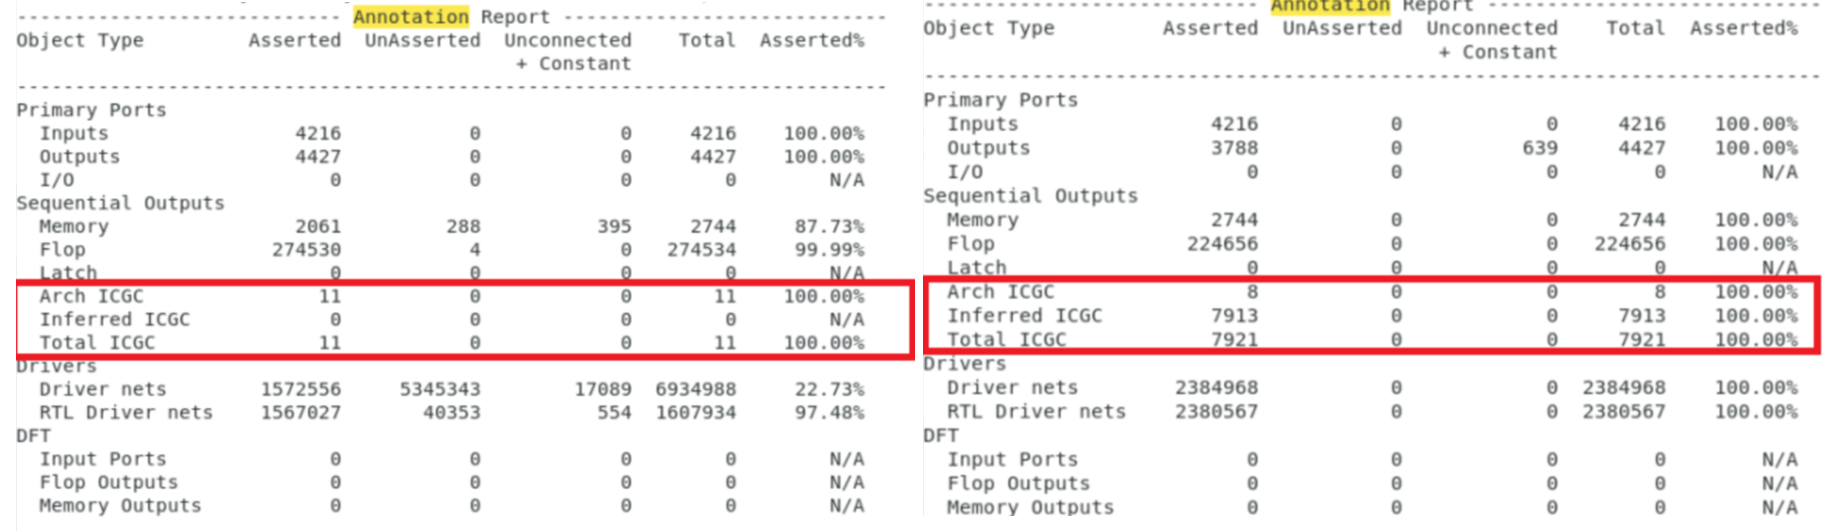 --------------------------- Annotation Report ---------------------------
Object Type Asserted UnAsserted Unconnected Total Asserted%
+ Constant
---------------------------------------------------------------------------
Primary Ports
Inputs 4216 0 0 4216 100.00%
Outputs 4427 0 0 4427 100.00%
I/O 0 0 0 0 N/A
Sequential Outputs
Memory 2061 288 395 2744 87.73%
Flop 274530 4 0 274534 99.99%
Latch 0 0 0 0 N/A
Arch ICGC 11 0 0 11 100.00%
Inferred ICGC 0 0 0 0 N/A
Total ICGC 11 0 0 11 100.00%
Drivers
Driver nets 1572556 5345343 17089 6934988 22.73%
RTL Driver nets 1567027 40353 554 1607934 97.48%
DFT
Input Ports 0 0 0 0 N/A
Flop Outputs 0 0 0 0 N/A
Memory Outputs 0 0 0 0 N/A
--------------------------- Annotation Report ---------------------------
Object Type Asserted UnAsserted Unconnected Total Asserted%
+ Constant
---------------------------------------------------------------------------
Primary Ports
Inputs 4216 0 0 4216 100.00%
Outputs 3788 0 639 4427 100.00%
I/O 0 0 0 0 N/A
Sequential Outputs
Memory 2744 0 0 2744 100.00%
Flop 224656 0 0 224656 100.00%
Latch 0 0 0 0 N/A
Arch ICGC 8 0 0 8 100.00%
Inferred ICGC 7913 0 0 7913 100.00%
Total ICGC 7921 0 0 7921 100.00%
Drivers
Driver nets 2384968 0 0 2384968 100.00%
RTL Driver nets 2380567 0 0 2380567 100.00%
DFT
Input Ports 0 0 0 0 N/A
Flop Outputs 0 0 0 0 N/A
Memory Outputs 0 0 0 0 N/A